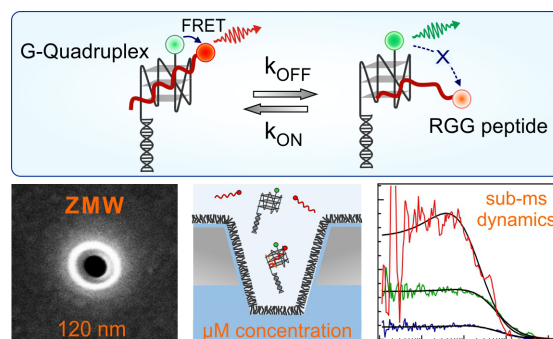 FRET
G-Quadruplex
kOFF
X
kON
RGG peptide
ZMW
120 nm
µM concentration
sub-ms
dynamics